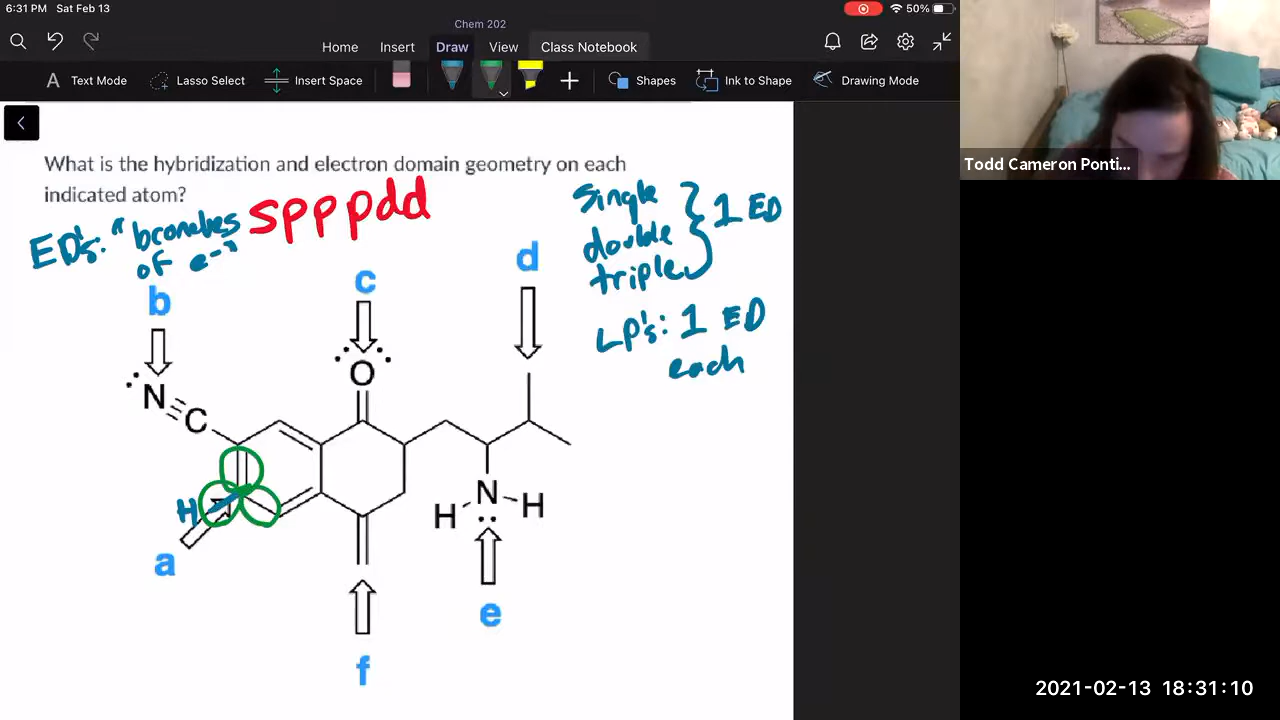 6:31 PM Sat Feb 13
50%
Chem 202
Home Insert Draw View Class Notebook
A Text Mode Lasso Select Insert Space Shapes Ink to Shape Drawing Mode
What is the hybridization and electron domain geometry on each
indicated atom?
ED's: "branches
of e-"
spppdd
single
double
triple
1 ED
LP's: 1 ED
each
b
c
d
N
C
O
H
a
H N H
e
f
Todd Cameron Ponti...
2021-02-13 18:31:10